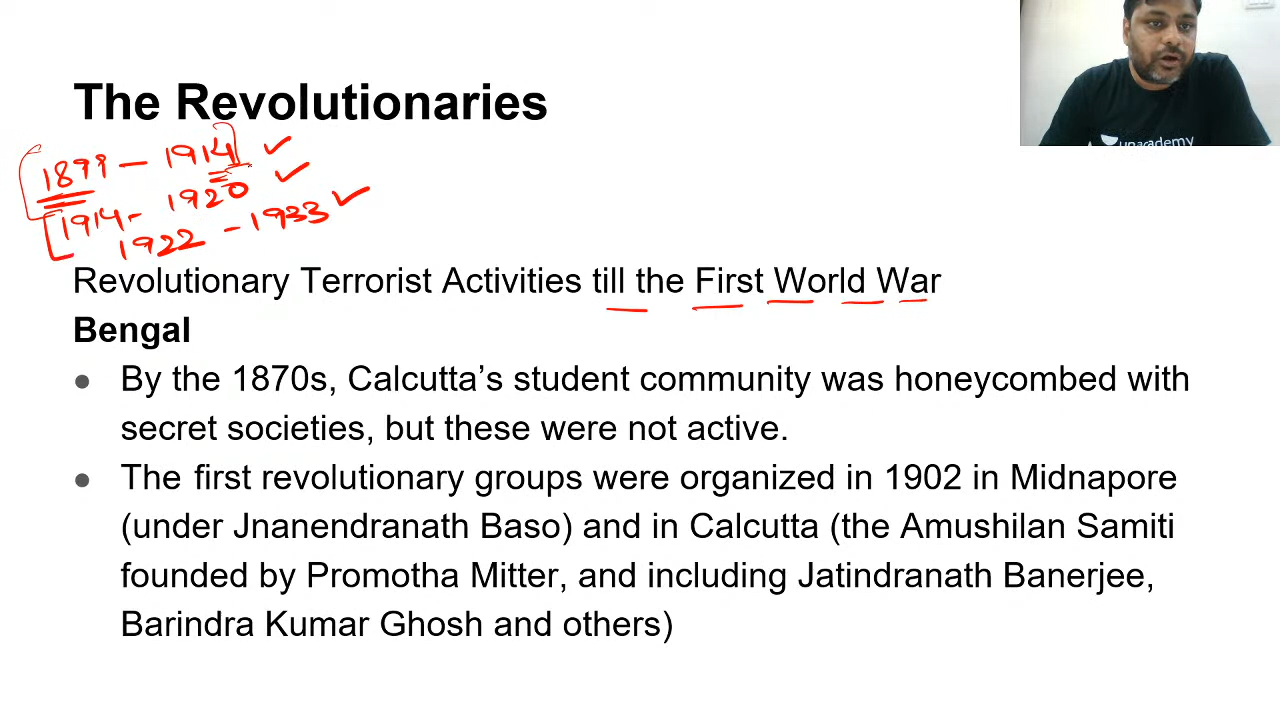 The Revolutionaries
1899 - 1914
1914 - 1920
1922 - 1933
Revolutionary Terrorist Activities till the First World War
Bengal
● By the 1870s, Calcutta’s student community was honeycombed with
secret societies, but these were not active.
● The first revolutionary groups were organized in 1902 in Midnapore
(under Jnanendranath Baso) and in Calcutta (the Amushilan Samiti
founded by Promotha Mitter, and including Jatindranath Banerjee,
Barindra Kumar Ghosh and others)
unacademy